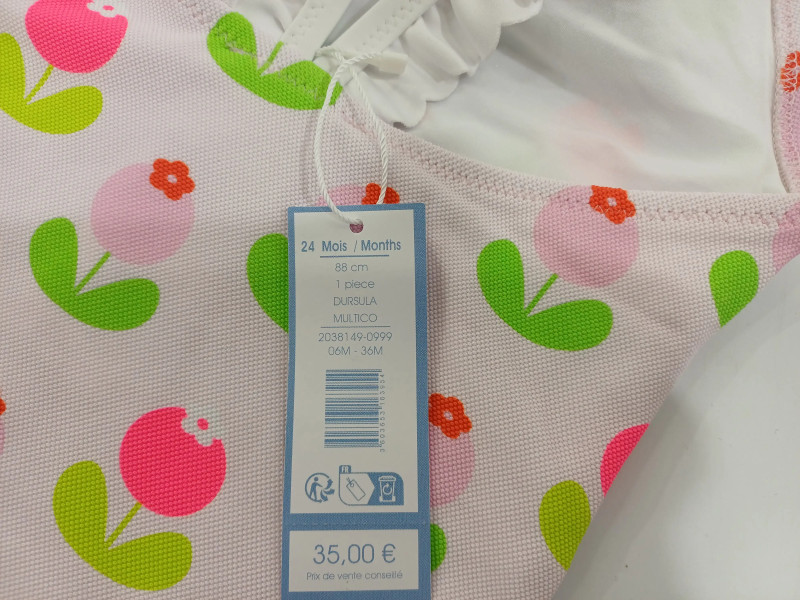 24 Mois / Months
88 cm
1 piece
DURSULA
MULTICO
2038149-0999
06M - 36M
FR
35,00 €
Prix de vente conseillé